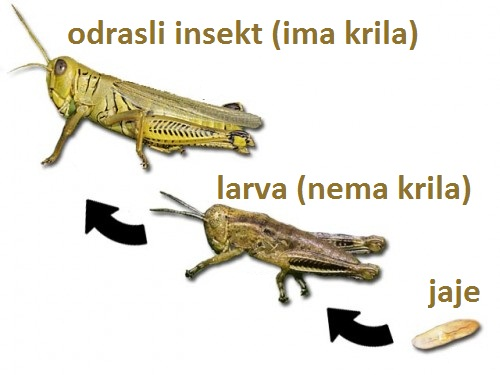 odrasli insekt (ima krila)
larva (nema krila)
jaje